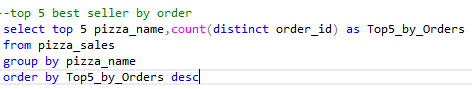 --top 5 best seller by order
select top 5 pizza_name,count(distinct order_id) as Top5_by_Orders
from pizza_sales
group by pizza_name
order by Top5_by_Orders desc